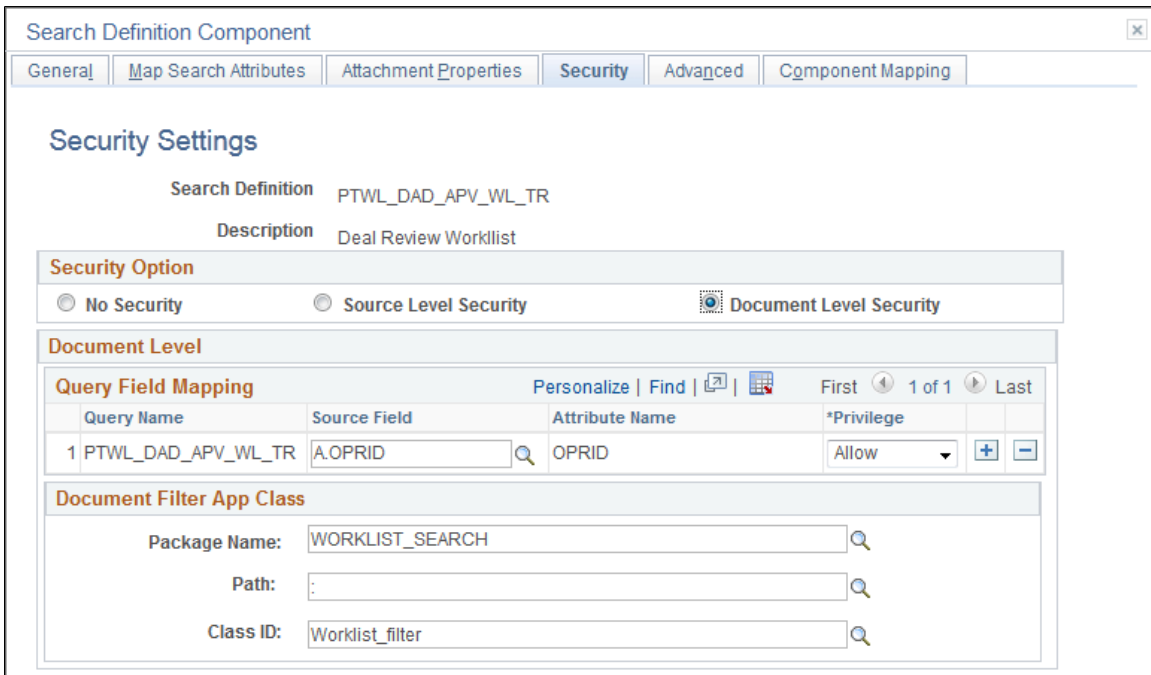 Search Definition Component
General Map Search Attributes Attachment Properties Security Advanced Component Mapping
Security Settings
Search Definition PTWL_DAD_APV_WL_TR
Description Deal Review Workllist
Security Option
No Security Source Level Security Document Level Security
Document Level
Query Field Mapping Personalize | Find | | First 1 of 1 Last
Query Name Source Field Attribute Name *Privilege
1 PTWL_DAD_APV_WL_TR A.OPRID OPRID Allow + -
Document Filter App Class
Package Name: WORKLIST_SEARCH
Path: :
Class ID: Worklist_filter